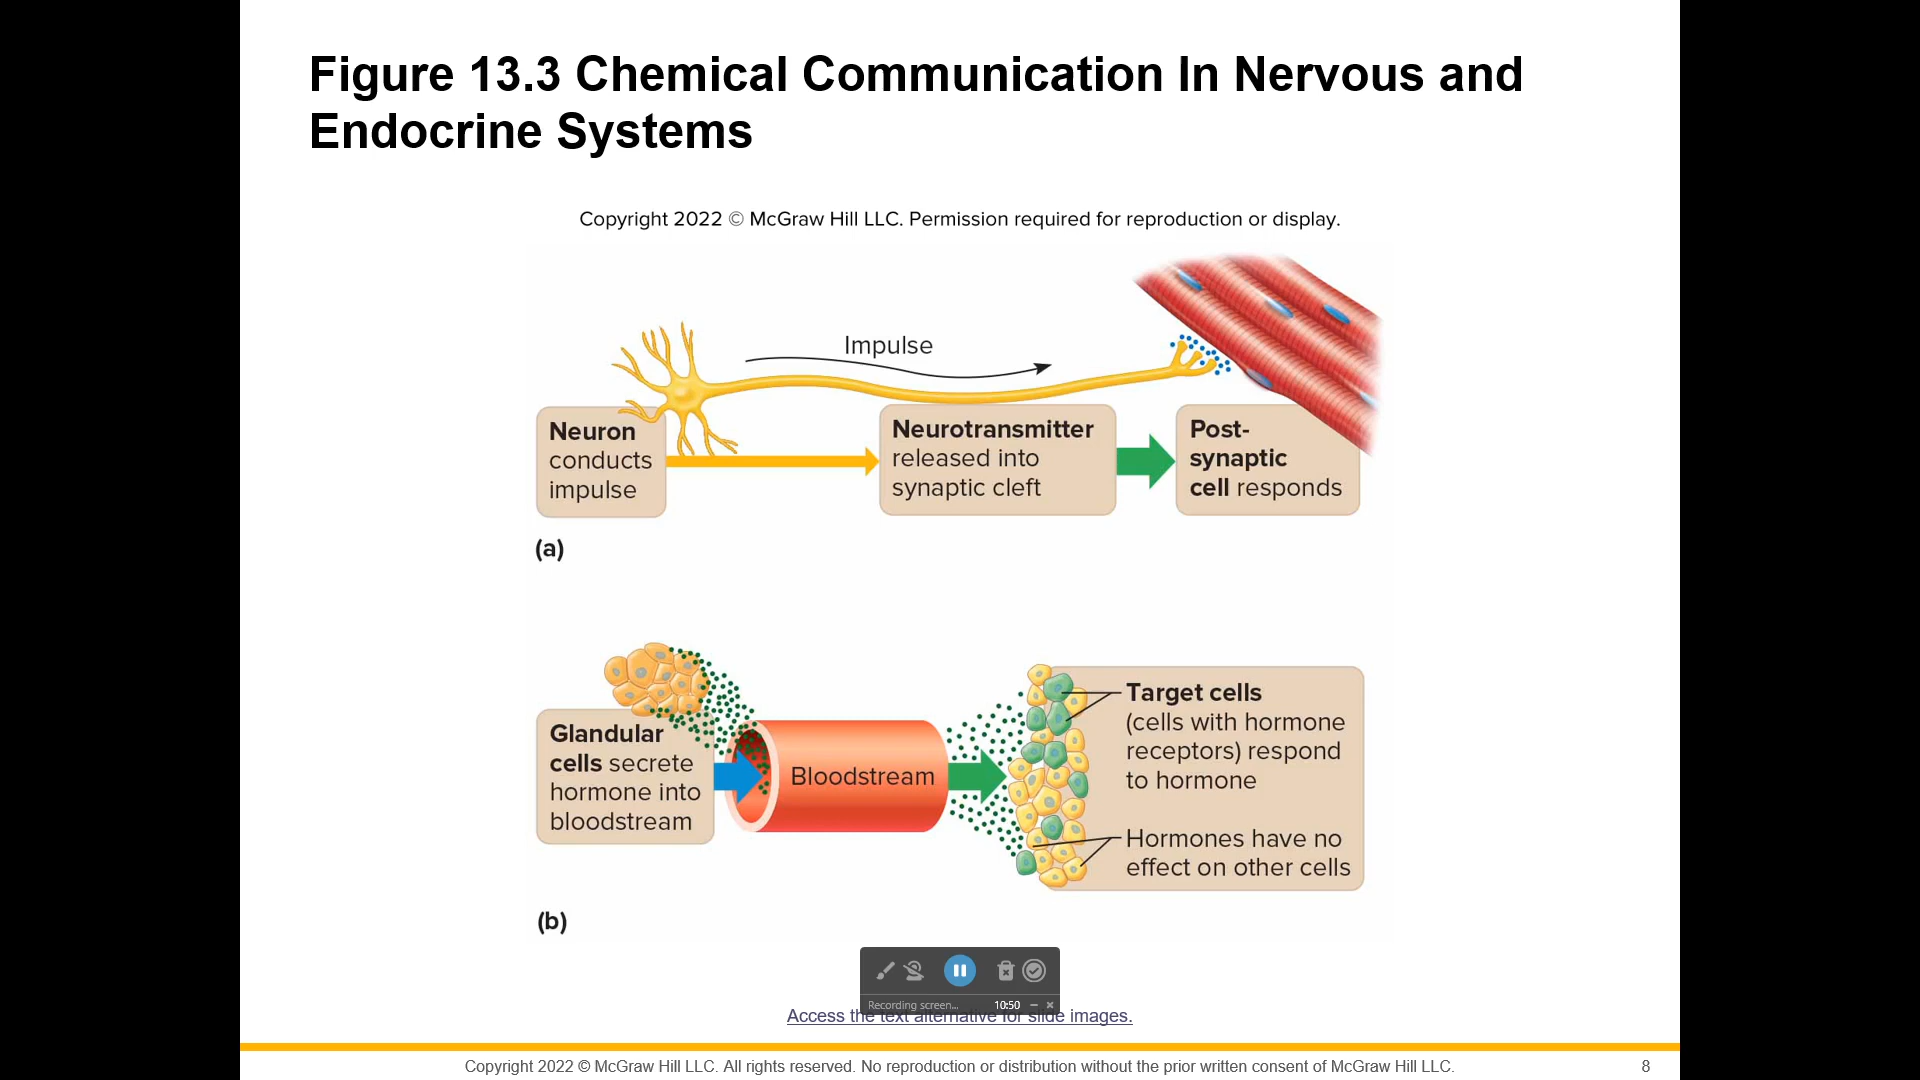 Figure 13.3 Chemical Communication In Nervous and
Endocrine Systems
Copyright 2022 © McGraw Hill LLC. Permission required for reproduction or display.
Impulse
Neuron
conducts
impulse
Neurotransmitter
released into
synaptic cleft
Post-
synaptic
cell responds
(a)
Glandular
cells secrete
hormone into
bloodstream
Bloodstream
Target cells
(cells with hormone
receptors) respond
to hormone
Hormones have no
effect on other cells
(b)
Recording screen... 10:50
Access the text alternative for slide images.
Copyright 2022 © McGraw Hill LLC. All rights reserved. No reproduction or distribution without the prior written consent of McGraw Hill LLC.
8